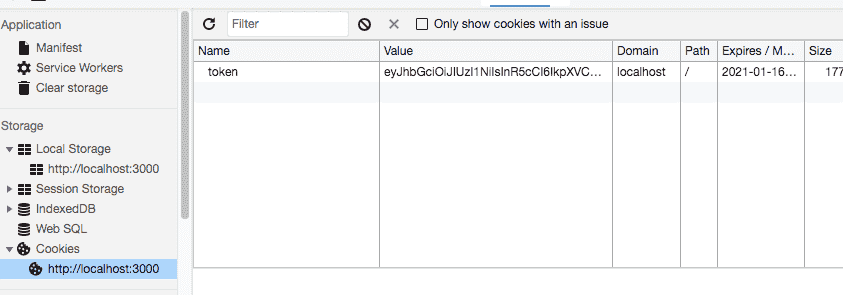 Application
Manifest
Service Workers
Clear storage
Storage
Local Storage
http://localhost:3000
Session Storage
IndexedDB
Web SQL
Cookies
http://localhost:3000
Filter
Only show cookies with an issue
Name Value Domain Path Expires / M... Size
token eyJhbGciOiJIUzI1NiIsInR5cCI6IkpXVC... localhost / 2021-01-16... 177